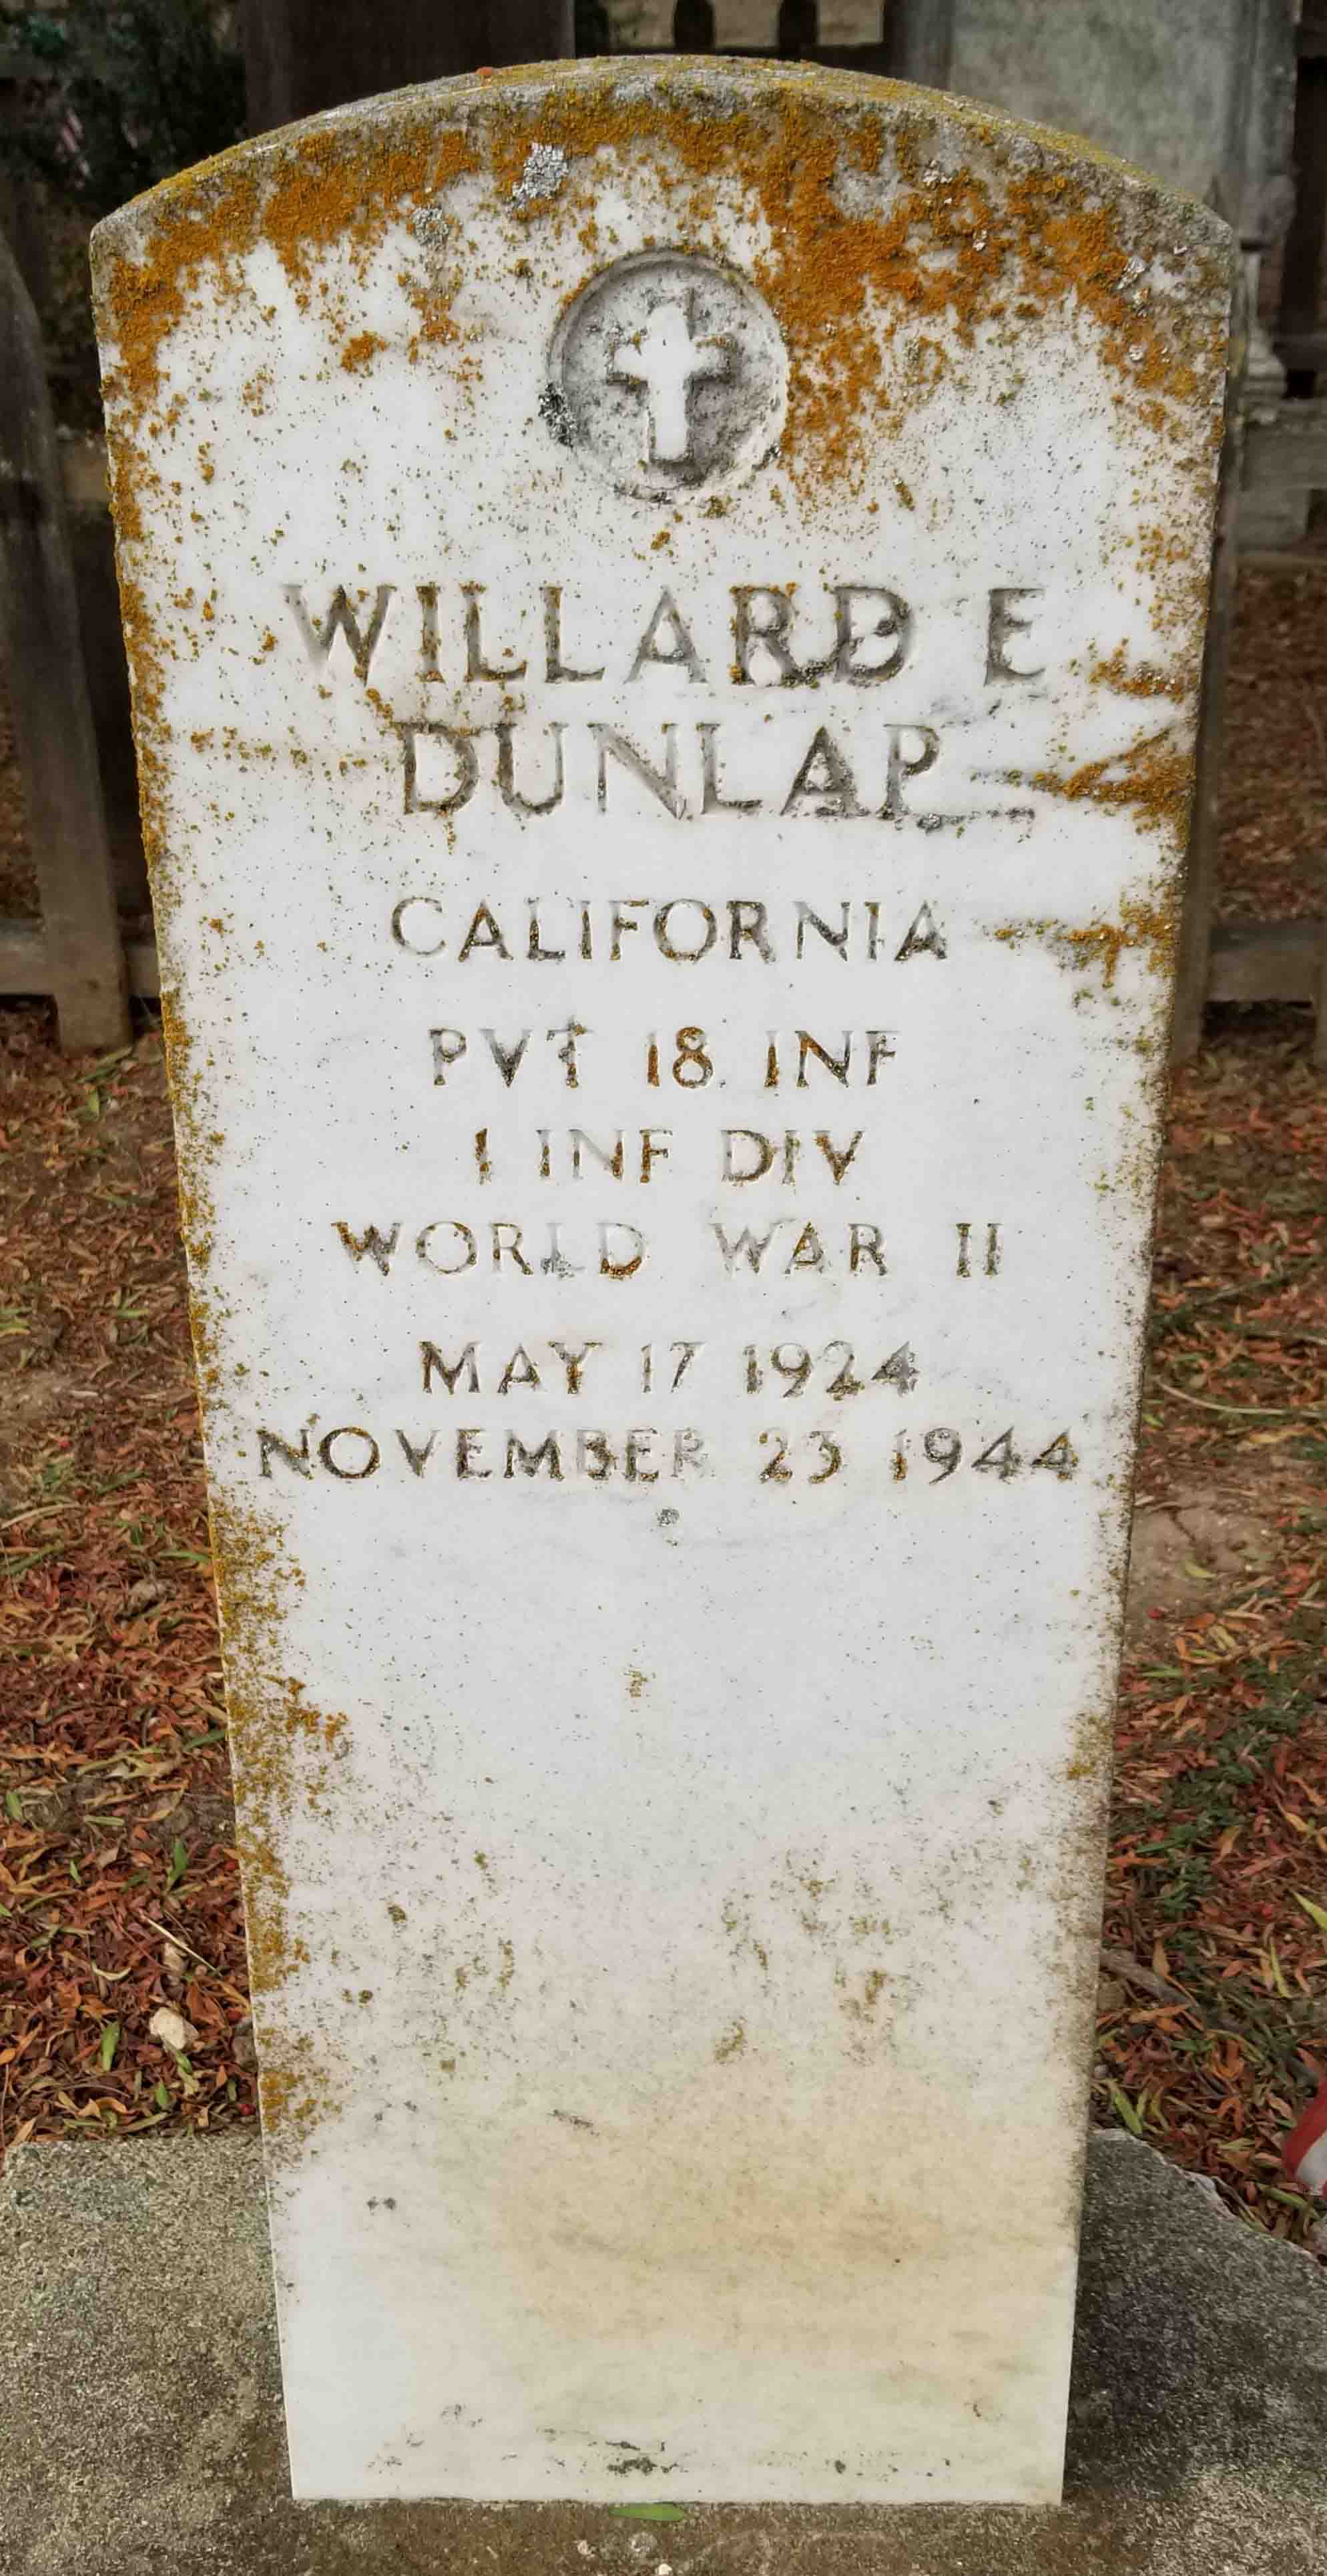 WILLARD E
DUNLAP
CALIFORNIA
PVT 18 INF
1 INF DIV
WORLD WAR II
MAY 17 1924
NOVEMBER 23 1944